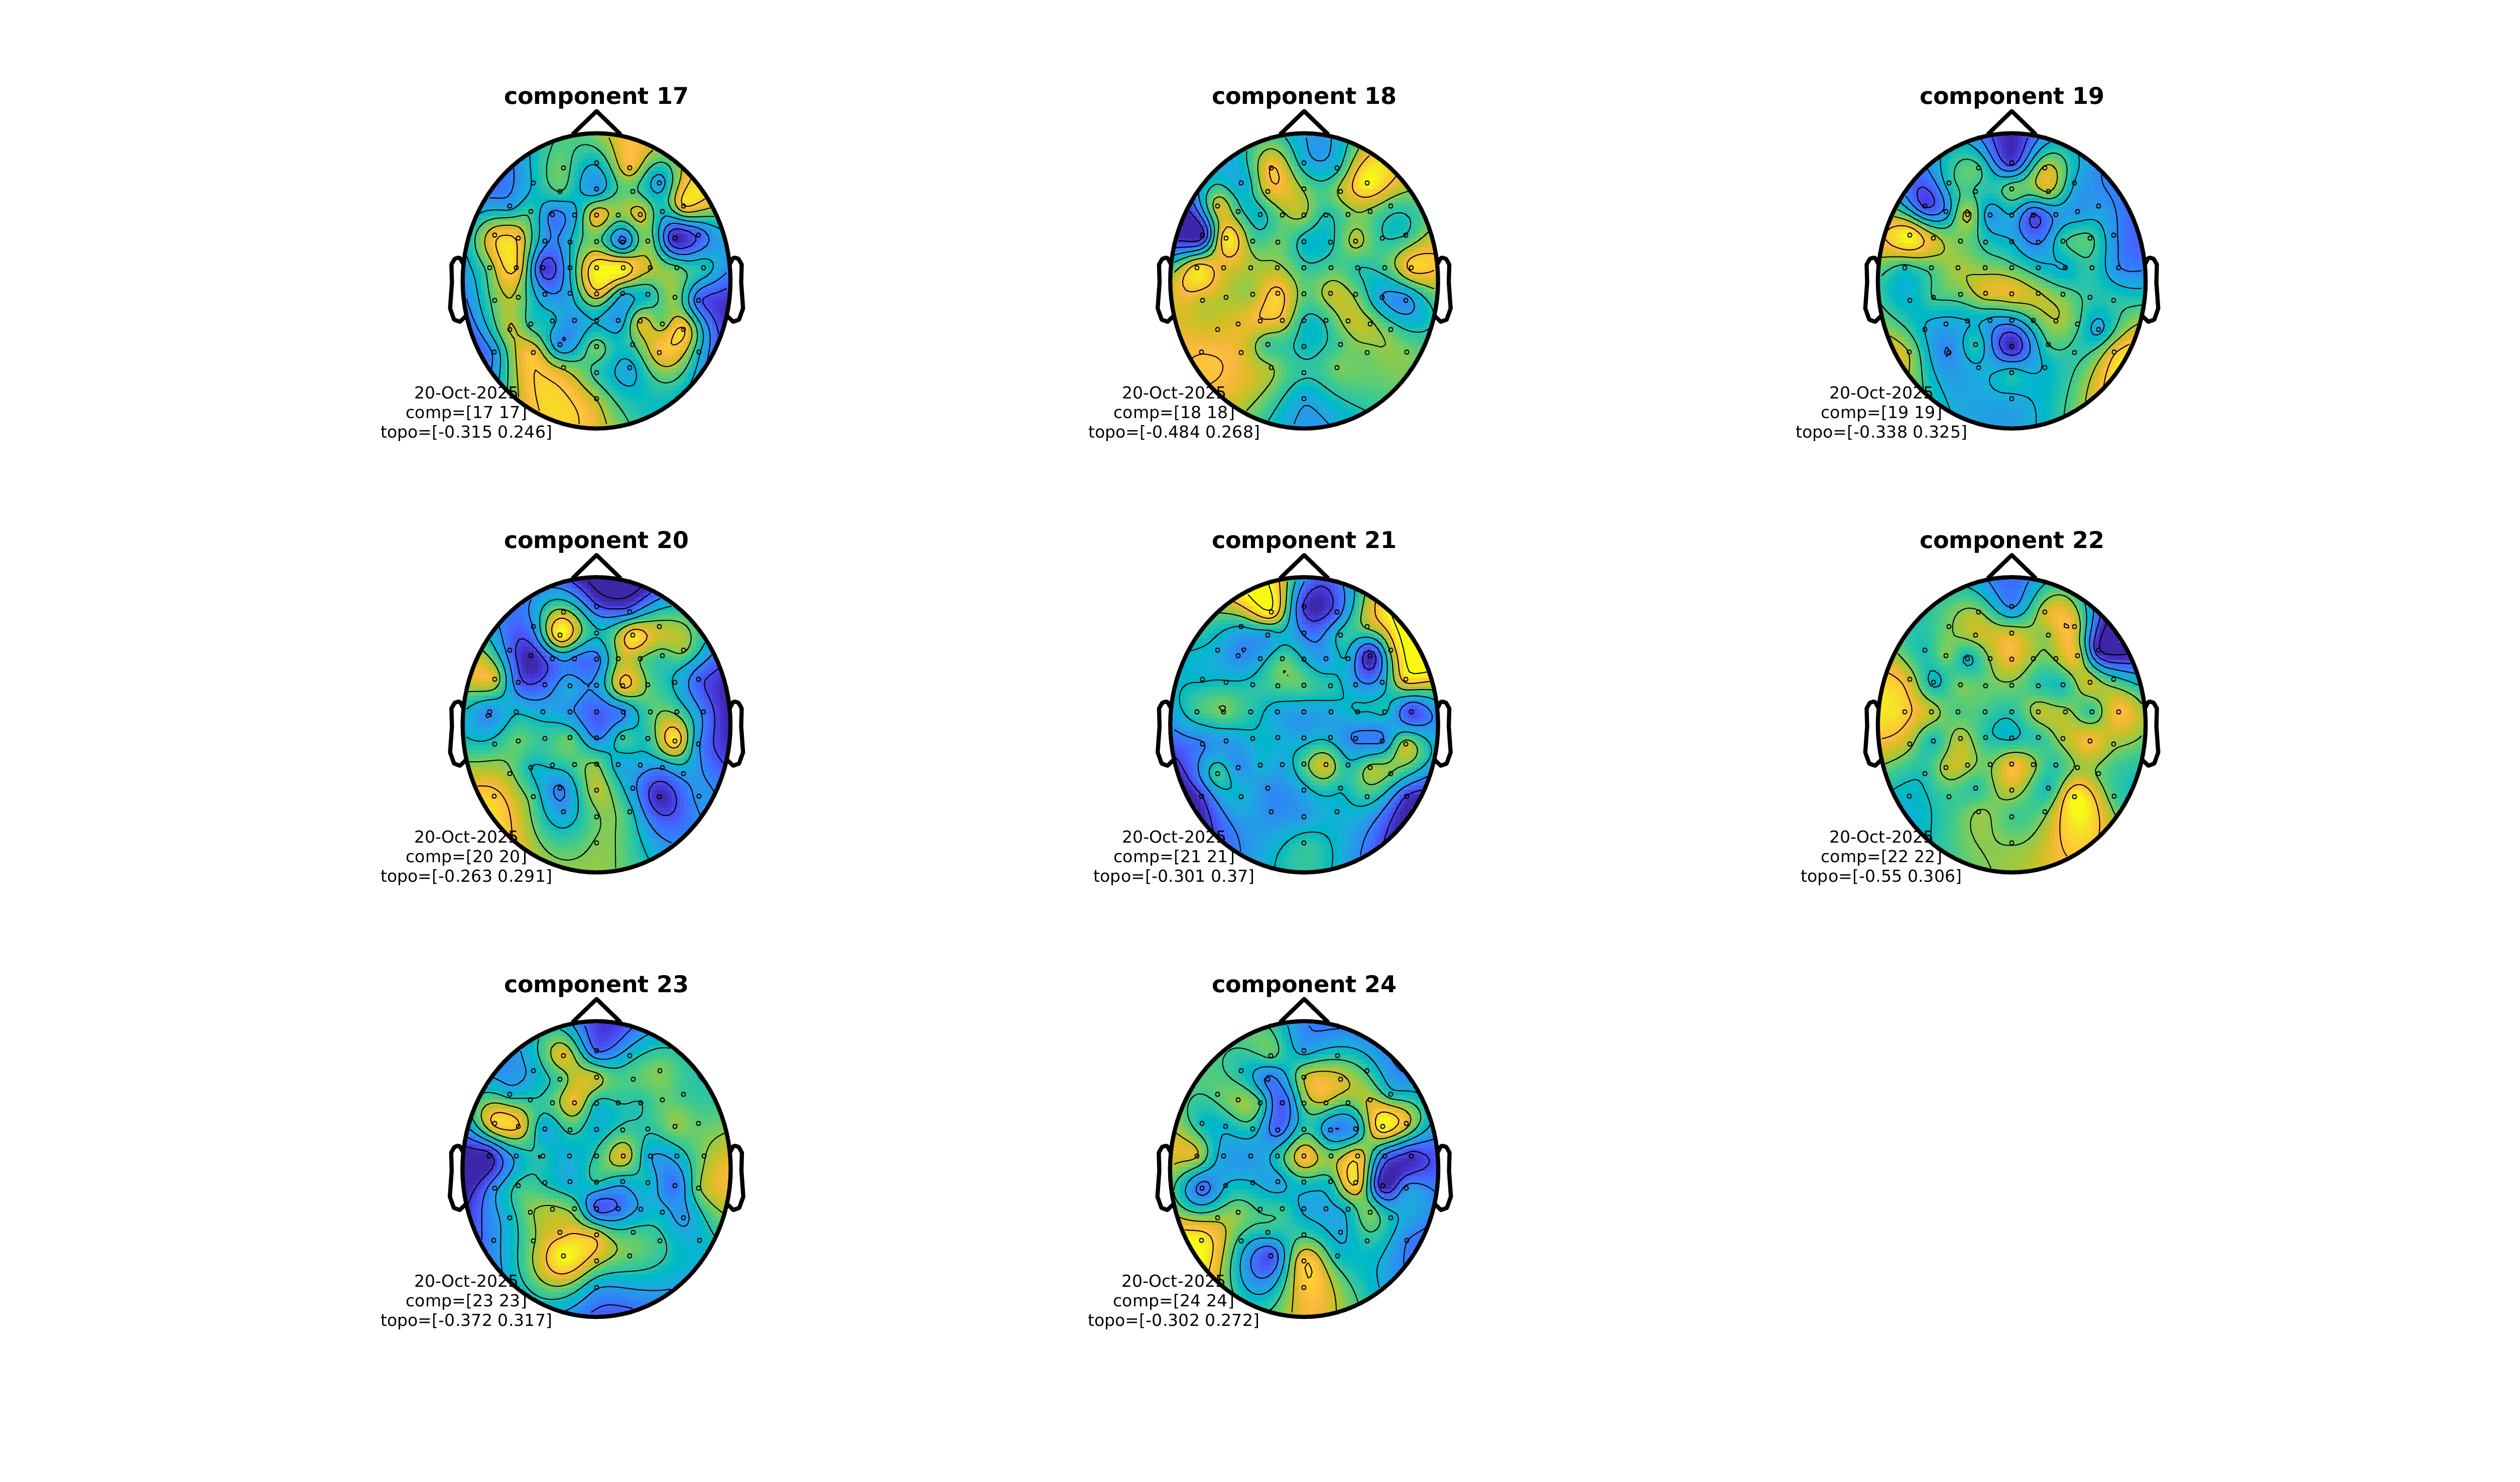 component 17
20-Oct-2025
comp=[17 17]
topo=[-0.315 0.246]
component 18
20-Oct-2025
comp=[18 18]
topo=[-0.484 0.268]
component 19
20-Oct-2025
comp=[19 19]
topo=[-0.338 0.325]
component 20
20-Oct-2025
comp=[20 20]
topo=[-0.263 0.291]
component 21
20-Oct-2025
comp=[21 21]
topo=[-0.301 0.37]
component 22
20-Oct-2025
comp=[22 22]
topo=[-0.55 0.306]
component 23
20-Oct-2025
comp=[23 23]
topo=[-0.372 0.317]
component 24
20-Oct-2025
comp=[24 24]
topo=[-0.302 0.272]